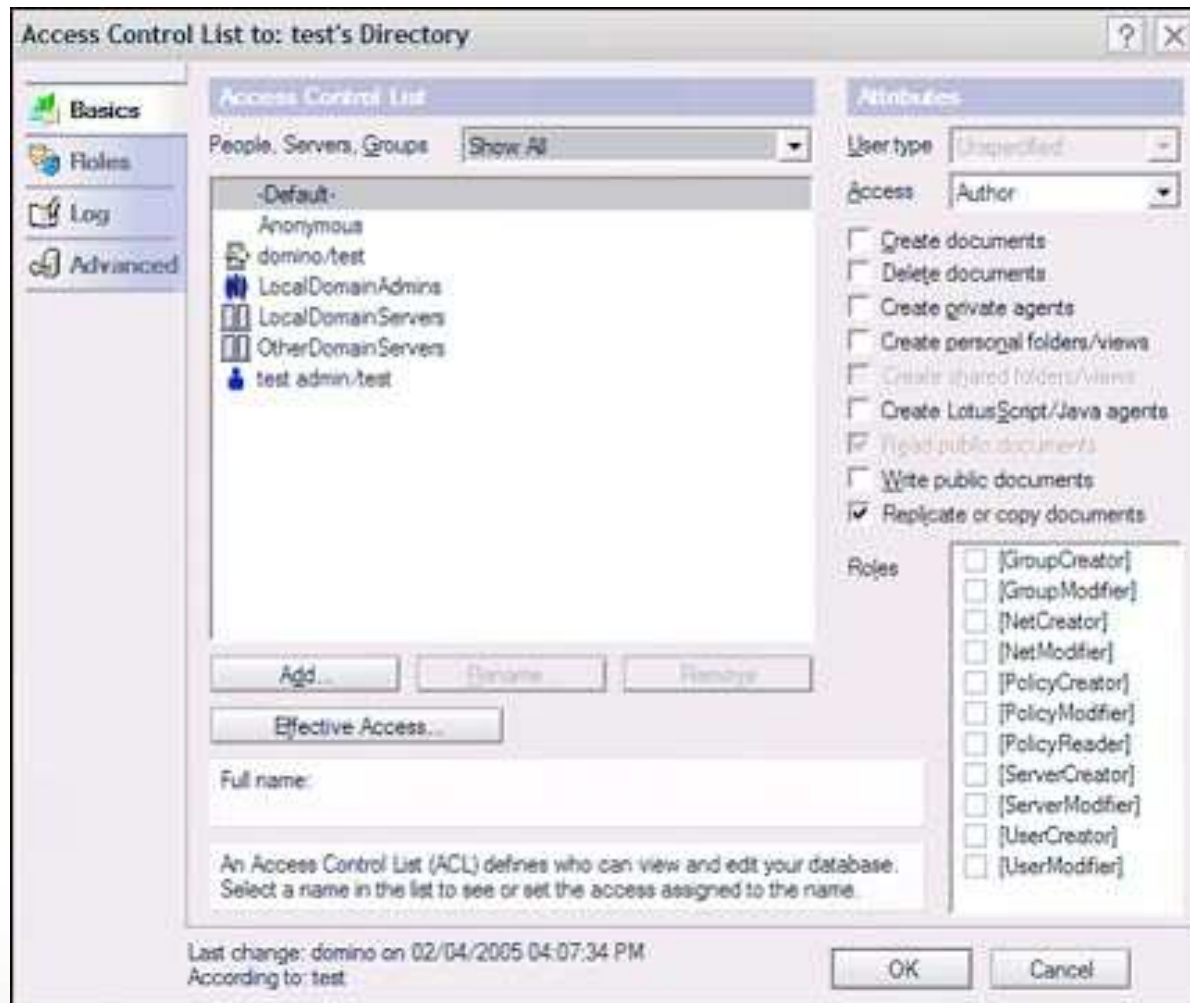 Access Control List to: test's Directory
Basics
Roles
Log
Advanced
Access Control List
People, Servers, Groups
Show All
-Default-
Anonymous
domino/test
LocalDomainAdmins
LocalDomainServers
OtherDomainServers
test admin/test
Add...
Rename...
Remove
Effective Access...
Full name:
An Access Control List (ACL) defines who can view and edit your database.
Select a name in the list to see or set the access assigned to the name.
Attributes
User type
Unspecified
Access
Author
Create documents
Delete documents
Create private agents
Create personal folders/views
Create shared folders/views
Create LotusScript/Java agents
Read public documents
Write public documents
Replicate or copy documents
Roles
[GroupCreator]
[GroupModifier]
[NetCreator]
[NetModifier]
[PolicyCreator]
[PolicyModifier]
[PolicyReader]
[ServerCreator]
[ServerModifier]
[UserCreator]
[UserModifier]
Last change: domino on 02/04/2005 04:07:34 PM
According to: test
OK
Cancel